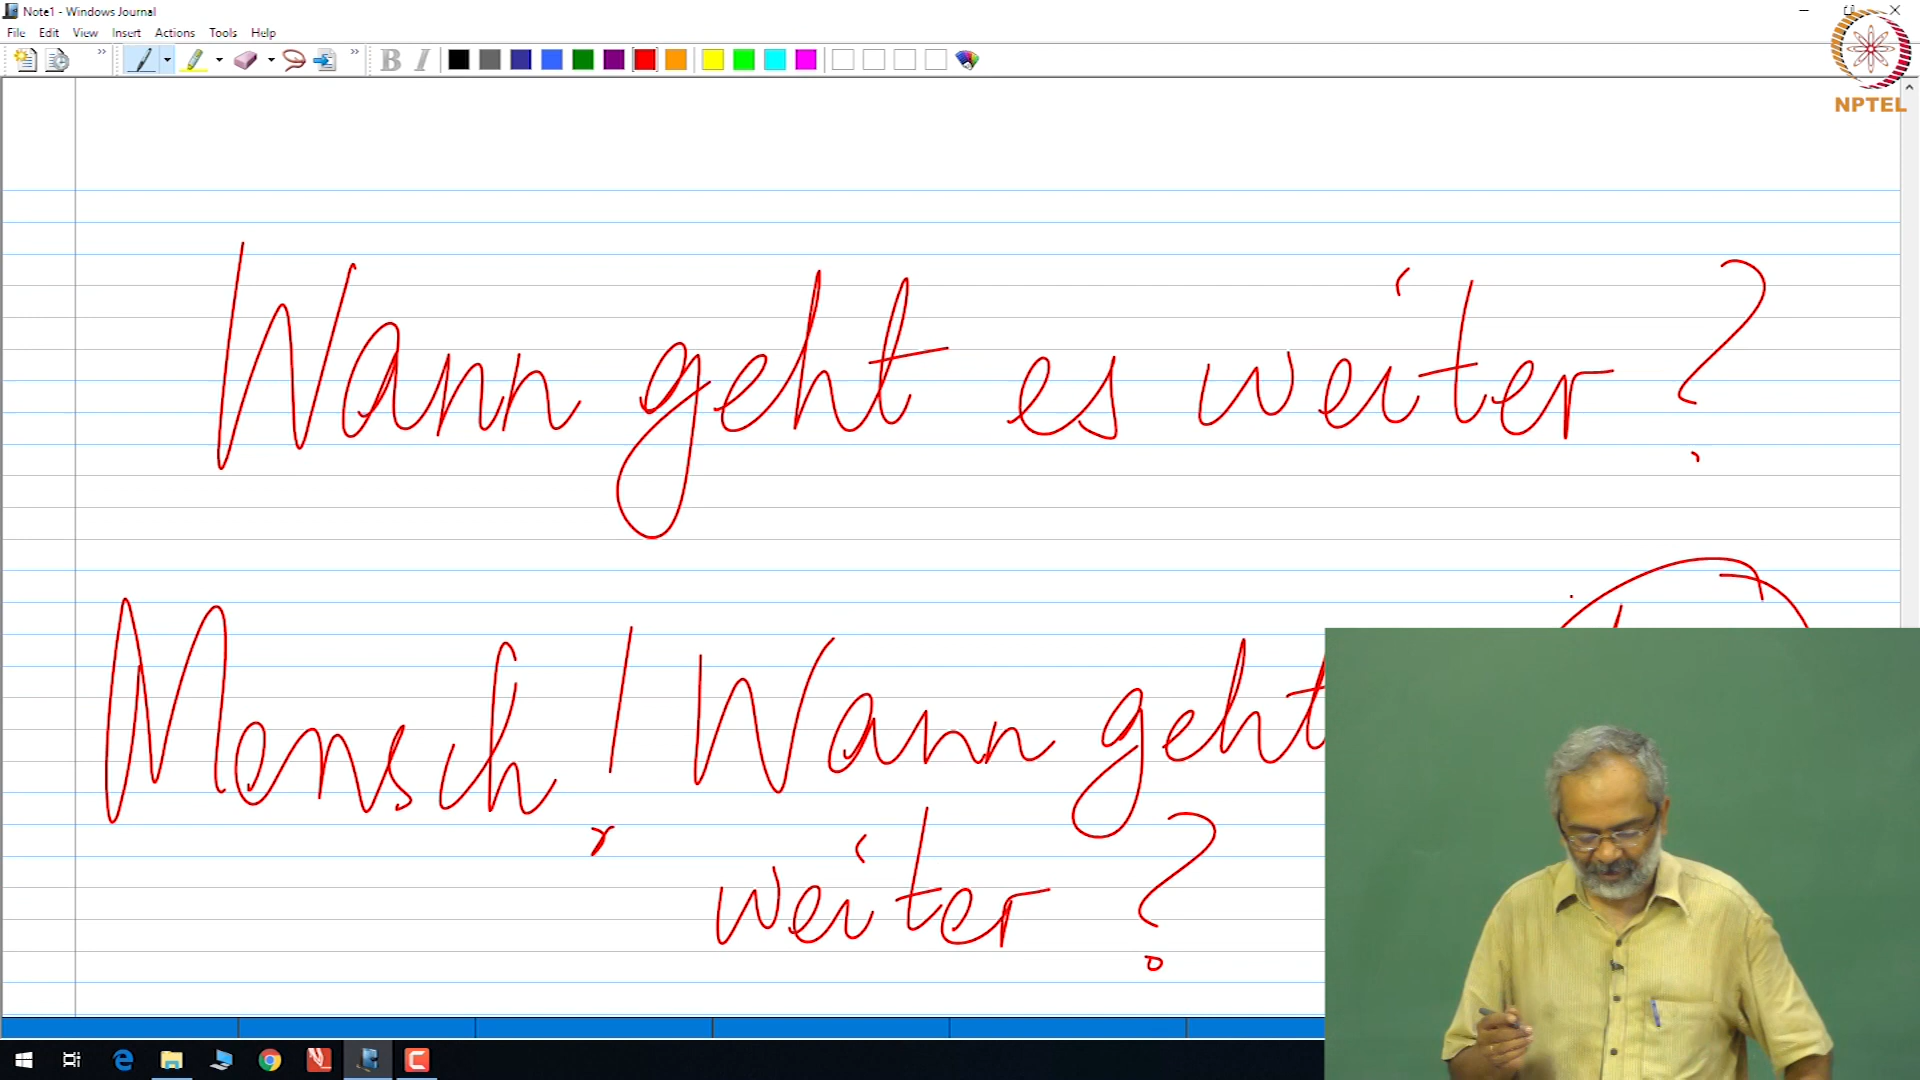 Note1 - Windows Journal
File Edit View Insert Actions Tools Help
B I
NPTEL
Wann geht es weiter?
Mensch! Wann geht
weiter?